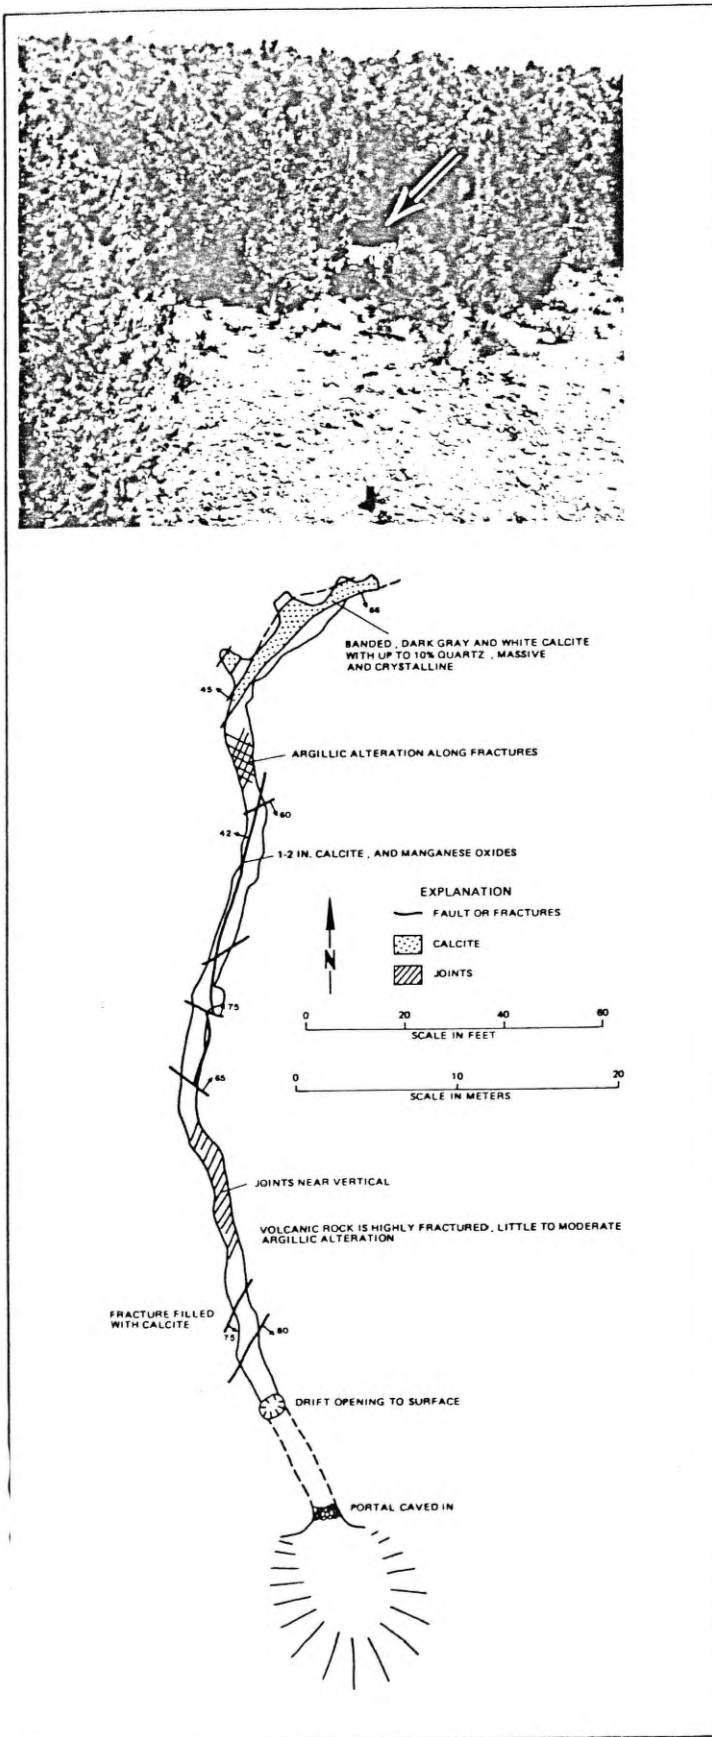 66
BANDED, DARK GRAY AND WHITE CALCITE
WITH UP TO 10% QUARTZ, MASSIVE
AND CRYSTALLINE
45
ARGILLIC ALTERATION ALONG FRACTURES
60
42
1-2 IN. CALCITE, AND MANGANESE OXIDES
EXPLANATION
FAULT OR FRACTURES
CALCITE
JOINTS
N
75
0 20 40 60
SCALE IN FEET
65
0 10 20
SCALE IN METERS
JOINTS NEAR VERTICAL
VOLCANIC ROCK IS HIGHLY FRACTURED, LITTLE TO MODERATE
ARGILLIC ALTERATION
FRACTURE FILLED
WITH CALCITE
75
80
DRIFT OPENING TO SURFACE
PORTAL CAVED IN